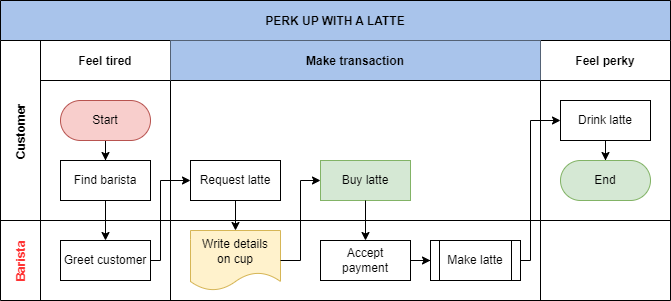 PERK UP WITH A LATTE
Feel tired
Make transaction
Feel perky
Customer
Start
Drink latte
Find barista
Request latte
Buy latte
End
Barista
Greet customer
Write details
on cup
Accept
payment
Make latte